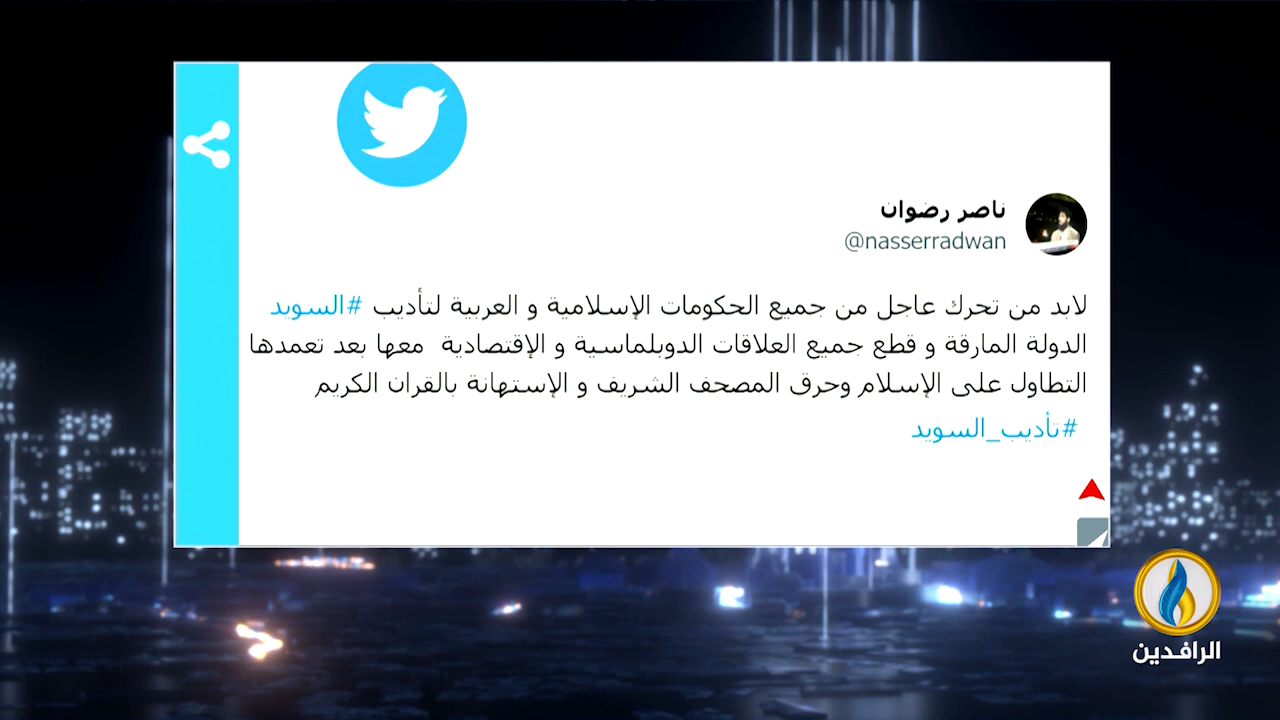 ناصر رضوان
@nasserradwan
لابد من تحرك عاجل من جميع الحكومات الإسلامية و العربية لتأديب #السويد
الدولة المارقة و قطع جميع العلاقات الدوبلماسية و الإقتصادية معها بعد تعمدها
التطاول على الإسلام وحرق المصحف الشريف و الإستهانة بالقران الكريم
#تأديب_السويد
الرافدين